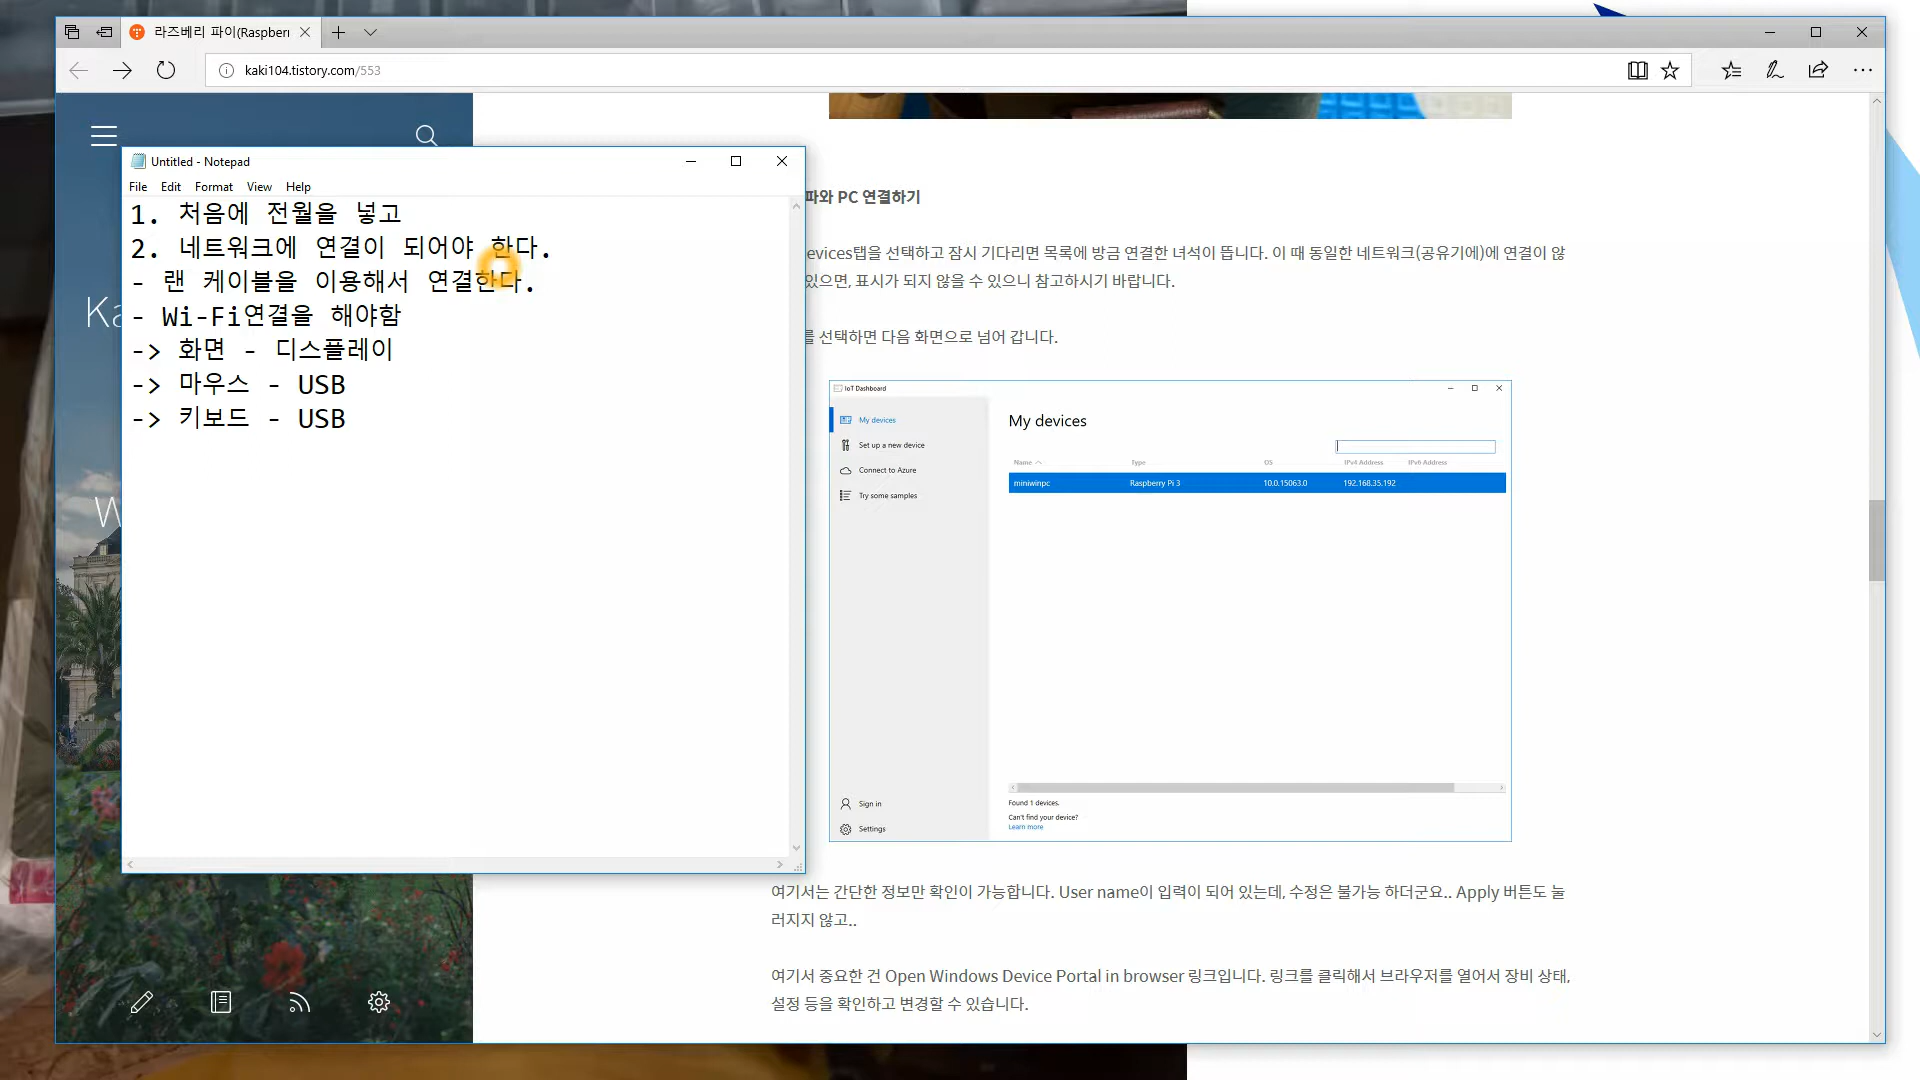 라즈베리 파이(Raspberr
kaki104.tistory.com/553
Untitled - Notepad
File Edit Format View Help
1. 처음에 전월을 넣고
2. 네트워크에 연결이 되어야 한다.
- 랜 케이블을 이용해서 연결한다.
- Wi-Fi연결을 해야함
-> 화면 - 디스플레이
-> 마우스 - USB
-> 키보드 - USB
Ka
W
파와 PC 연결하기
evices탭을 선택하고 잠시 기다리면 목록에 방금 연결한 녀석이 뜹니다. 이 때 동일한 네트워크(공유기에)에 연결이 않
있으면, 표시가 되지 않을 수 있으니 참고하시기 바랍니다.
를 선택하면 다음 화면으로 넘어 갑니다.
IoT Dashboard
My devices
Set up a new device
Connect to Azure
Try some samples
Sign in
Settings
My devices
Name Type OS IPv4 Address IPv6 Address
miniwinpc Raspberry Pi 3 10.0.15063.0 192.168.35.192
Found 1 devices.
Can't find your device?
Learn more
여기서는 간단한 정보만 확인이 가능합니다. User name이 입력이 되어 있는데, 수정은 불가능 하더군요.. Apply 버튼도 눌
러지지 않고..
여기서 중요한 건 Open Windows Device Portal in browser 링크입니다. 링크를 클릭해서 브라우저를 열어서 장비 상태,
설정 등을 확인하고 변경할 수 있습니다.